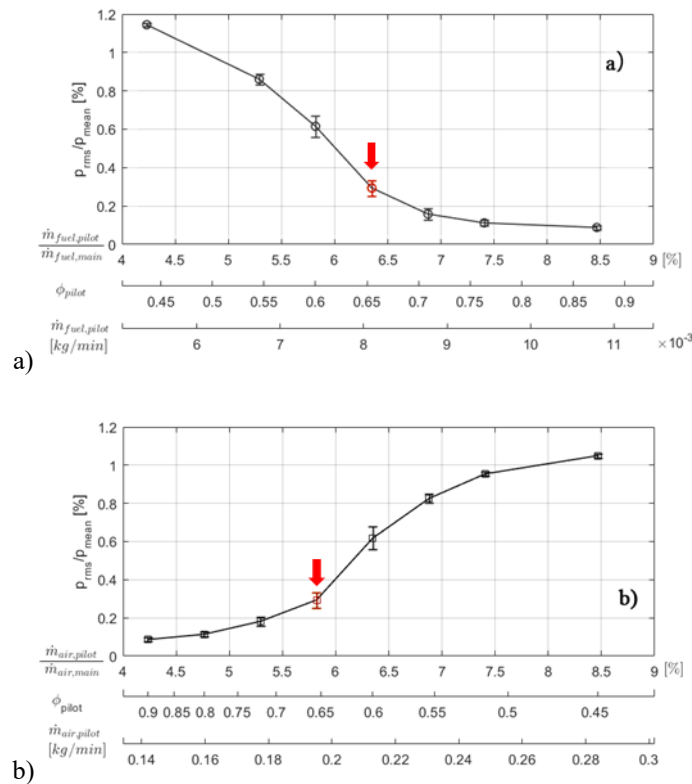 1.2
1
0.8
0.6
0.4
0.2
0
p_rms/p_mean [%]
a)
4 4.5 5 5.5 6 6.5 7 7.5 8 8.5 9 [%]
ṁ_fuel,pilot
ṁ_fuel,main
ϕ_pilot 0.45 0.5 0.55 0.6 0.65 0.7 0.75 0.8 0.85 0.9
ṁ_fuel,pilot
[kg/min] 6 7 8 9 10 11 ×10⁻³
a)
1.2
1
0.8
0.6
0.4
0.2
0
p_rms/p_mean [%]
b)
4 4.5 5 5.5 6 6.5 7 7.5 8 8.5 9 [%]
ṁ_air,pilot
ṁ_air,main
ϕ_pilot 0.9 0.85 0.8 0.75 0.7 0.65 0.6 0.55 0.5 0.45
ṁ_air,pilot
[kg/min] 0.14 0.16 0.18 0.2 0.22 0.24 0.26 0.28 0.3
b)